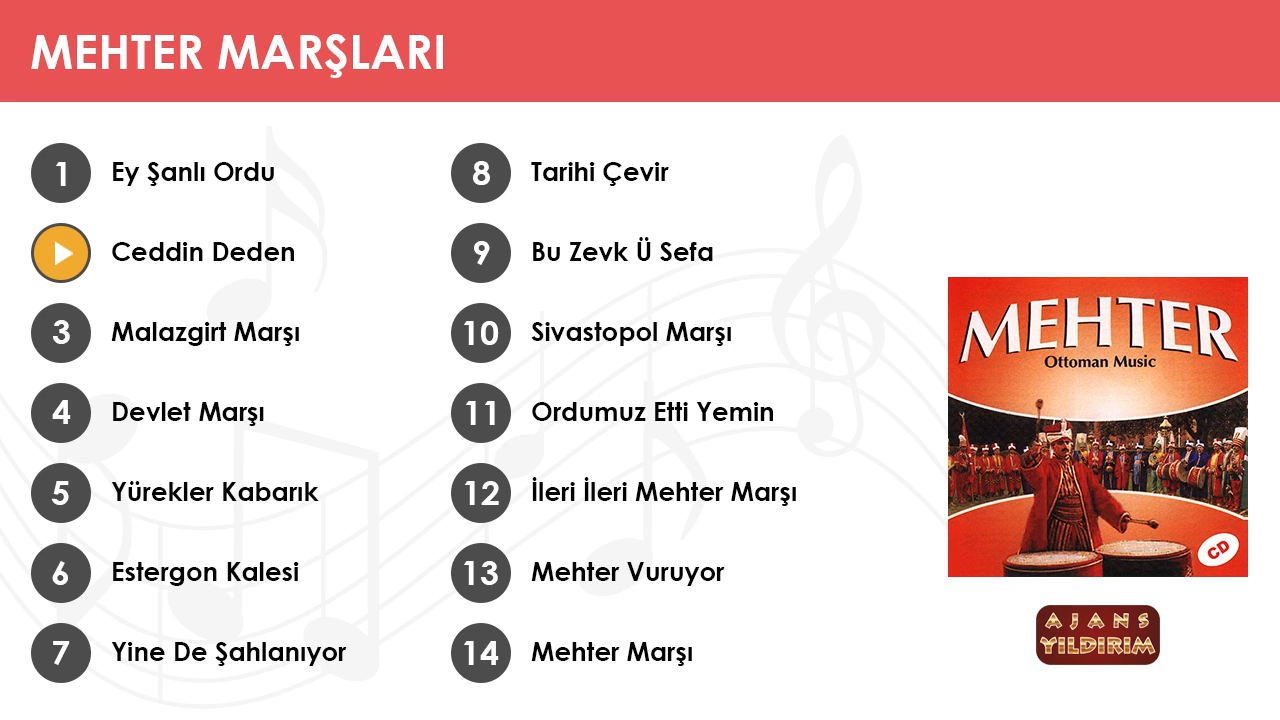 MEHTER MARŞLARI
1 Ey Şanlı Ordu
Ceddin Deden
3 Malazgirt Marşı
4 Devlet Marşı
5 Yürekler Kabarık
6 Estergon Kalesi
7 Yine De Şahlanıyor
8 Tarihi Çevir
9 Bu Zevk Ü Sefa
10 Sivastopol Marşı
11 Ordumuz Etti Yemin
12 İleri İleri Mehter Marşı
13 Mehter Vuruyor
14 Mehter Marşı
MEHTER
Ottoman Music
CD
AJANS
YILDIRIM